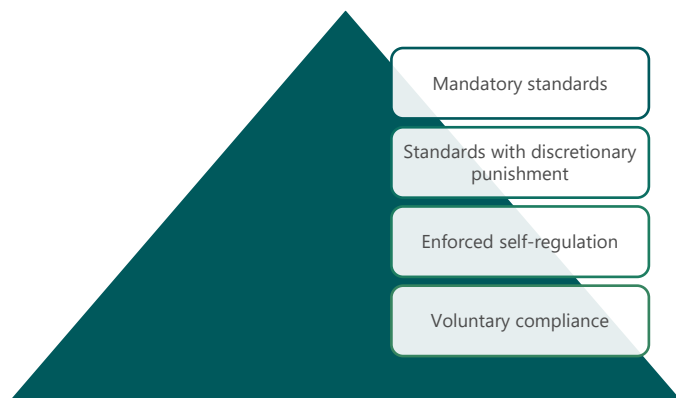 Mandatory standards
Standards with discretionary
punishment
Enforced self-regulation
Voluntary compliance